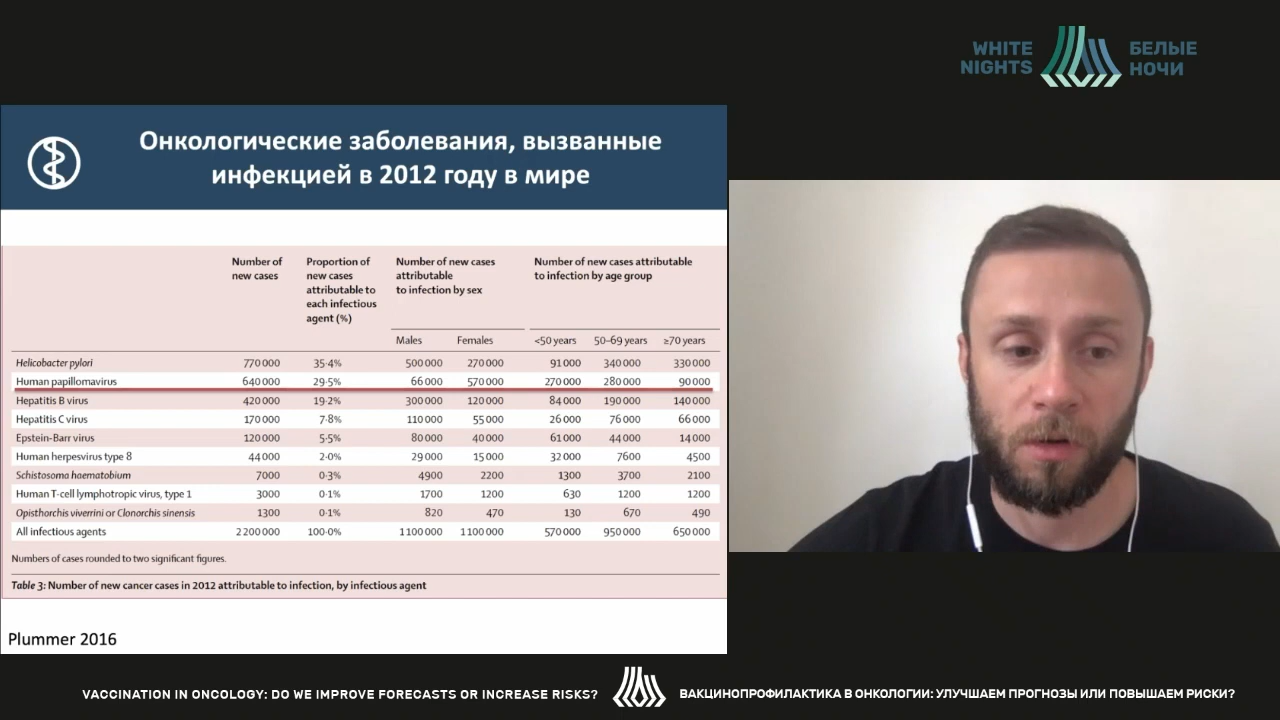 WHITE
NIGHTS
БЕЛЫЕ
НОЧИ
Онкологические заболевания, вызванные
инфекцией в 2012 году в мире
Number of new cases Proportion of new cases attributable to each infectious agent (%) Number of new cases attributable to infection by sex Number of new cases attributable to infection by age group
Males Females <50 years 50–69 years ≥70 years
Helicobacter pylori 770 000 35·4% 500 000 270 000 91 000 340 000 330 000
Human papillomavirus 640 000 29·5% 66 000 570 000 270 000 280 000 90 000
Hepatitis B virus 420 000 19·2% 300 000 120 000 84 000 190 000 140 000
Hepatitis C virus 170 000 7·8% 110 000 55 000 26 000 76 000 66 000
Epstein-Barr virus 120 000 5·5% 80 000 40 000 61 000 44 000 14 000
Human herpesvirus type 8 44 000 2·0% 29 000 15 000 32 000 7600 4500
Schistosoma haematobium 7000 0·3% 4900 2200 1300 3700 2100
Human T-cell lymphotropic virus, type 1 3000 0·1% 1700 1200 630 1200 1200
Opisthorchis viverrini or Clonorchis sinensis 1300 0·1% 820 470 130 670 490
All infectious agents 2 200 000 100·0% 1 100 000 1 100 000 570 000 950 000 650 000
Numbers of cases rounded to two significant figures.
Table 3: Number of new cancer cases in 2012 attributable to infection, by infectious agent
Plummer 2016
VACCINATION IN ONCOLOGY: DO WE IMPROVE FORECASTS OR INCREASE RISKS?
ВАКЦИНОПРОФИЛАКТИКА В ОНКОЛОГИИ: УЛУЧШАЕМ ПРОГНОЗЫ ИЛИ ПОВЫШАЕМ РИСКИ?